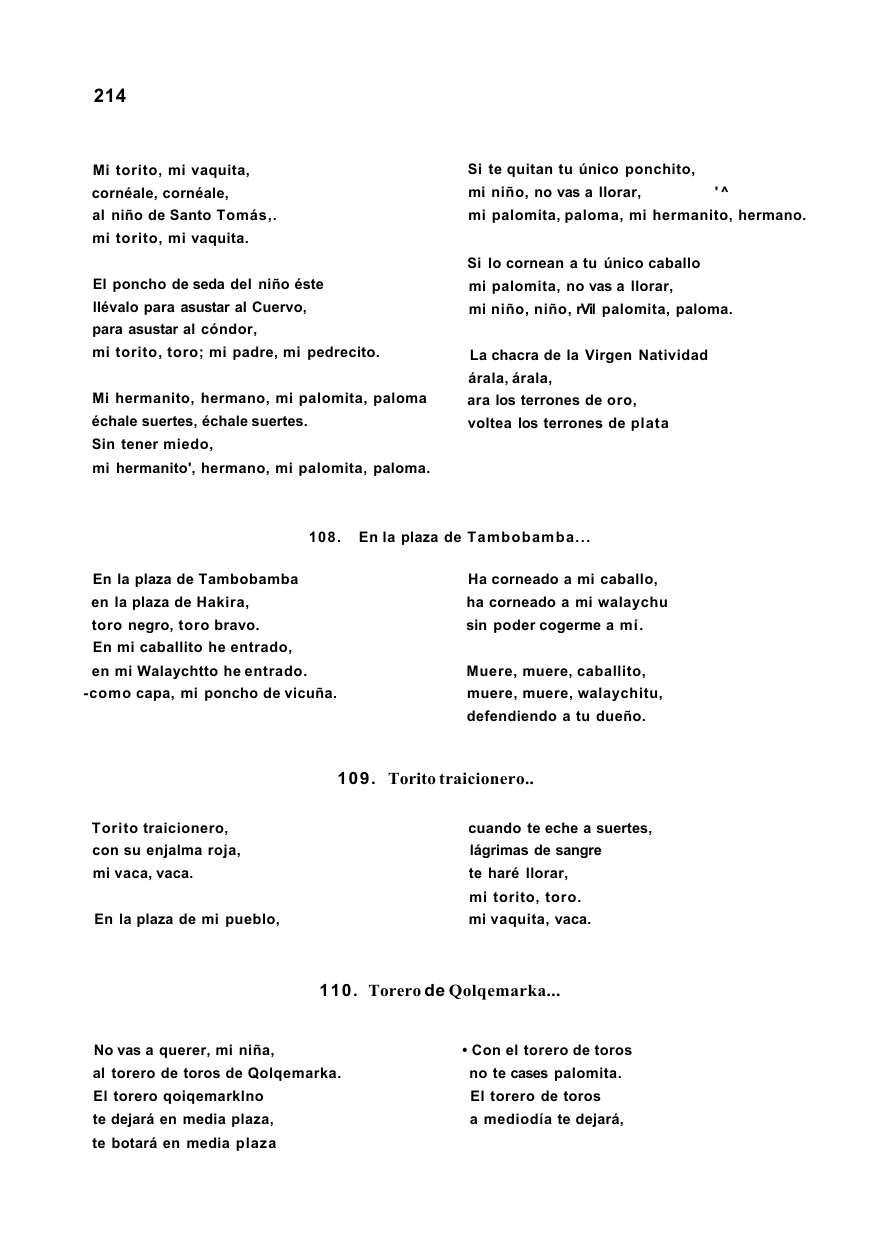 214
Mi torito, mi vaquita,
cornéale, cornéale,
al niño de Santo Tomás,.
mi torito, mi vaquita.
El poncho de seda del niño éste
llévalo para asustar al Cuervo,
para asustar al cóndor,
mi torito, toro; mi padre, mi pedrecito.
Mi hermanito, hermano, mi palomita, paloma
échale suertes, échale suertes.
Sin tener miedo,
mi hermanito', hermano, mi palomita, paloma.
Si te quitan tu único ponchito,
mi niño, no vas a llorar, '^
mi palomita, paloma, mi hermanito, hermano.
Si lo cornean a tu único caballo
mi palomita, no vas a llorar,
mi niño, niño, rVil palomita, paloma.
La chacra de la Virgen Natividad
árala, árala,
ara los terrones de oro,
voltea los terrones de plata
108. En la plaza de Tambobamba...
En la plaza de Tambobamba
en la plaza de Hakira,
toro negro, toro bravo.
En mi caballito he entrado,
en mi Walaychtto he entrado.
-como capa, mi poncho de vicuña.
Ha corneado a mi caballo,
ha corneado a mi walaychu
sin poder cogerme a mí.
Muere, muere, caballito,
muere, muere, walaychitu,
defendiendo a tu dueño.
109. Torito traicionero..
Torito traicionero,
con su enjalma roja,
mi vaca, vaca.
En la plaza de mi pueblo,
cuando te eche a suertes,
lágrimas de sangre
te haré llorar,
mi torito, toro.
mi vaquita, vaca.
110. Torero de Qolqemarka...
No vas a querer, mi niña,
al torero de toros de Qolqemarka.
El torero qoiqemarklno
te dejará en media plaza,
te botará en media plaza
• Con el torero de toros
no te cases palomita.
El torero de toros
a mediodía te dejará,